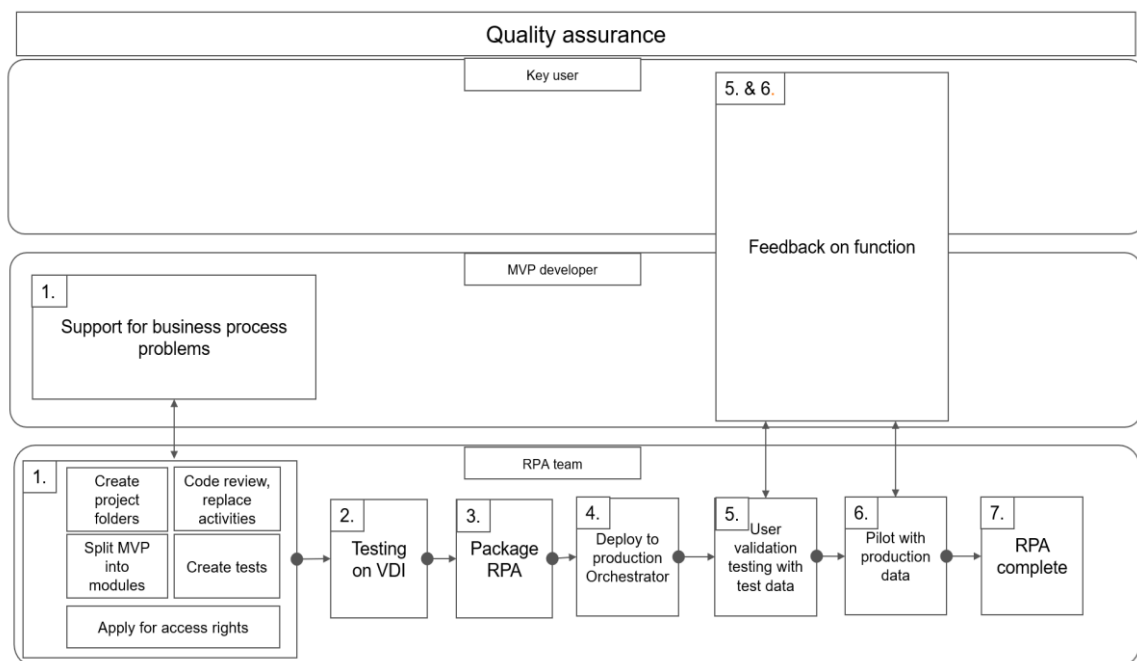 Quality assurance
Key user
5. & 6.
Feedback on function
MVP developer
1.
Support for business process
problems
RPA team
1.
Create
project
folders
Code review,
replace
activities
Split MVP
into
modules
Create tests
Apply for access rights
2.
Testing
on VDI
3.
Package
RPA
4.
Deploy to
production
Orchestrator
5.
User
validation
testing with
test data
6.
Pilot with
production
data
7.
RPA
complete